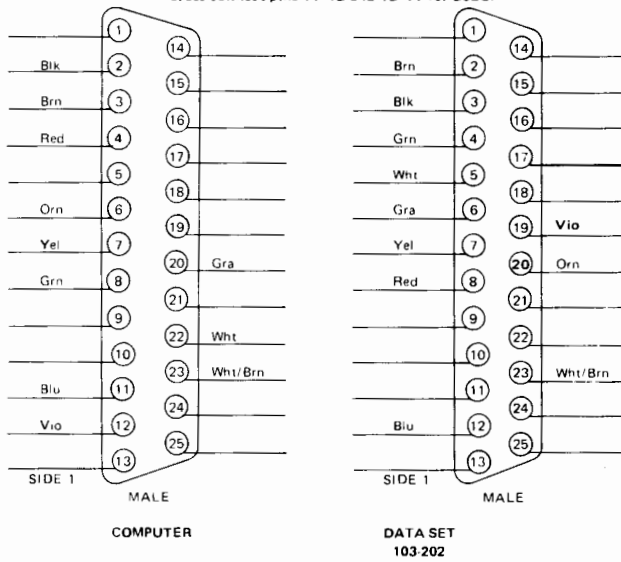 1
Blk 2
Brn 3
Red 4
5
Orn 6
Yel 7
Grn 8
9
10
Blu 11
Vio 12
13
SIDE 1
14
15
16
17
18
19
20 Gra
21
22 Wht
23 Wht/Brn
24
25
MALE
COMPUTER
1
Brn 2
Blk 3
Grn 4
Wht 5
Gra 6
Yel 7
Red 8
9
10
11
Blu 12
13
SIDE 1
14
15
16
17
18
19 Vio
20 Orn
21
22
23 Wht/Brn
24
25
MALE
DATA SET
103-202